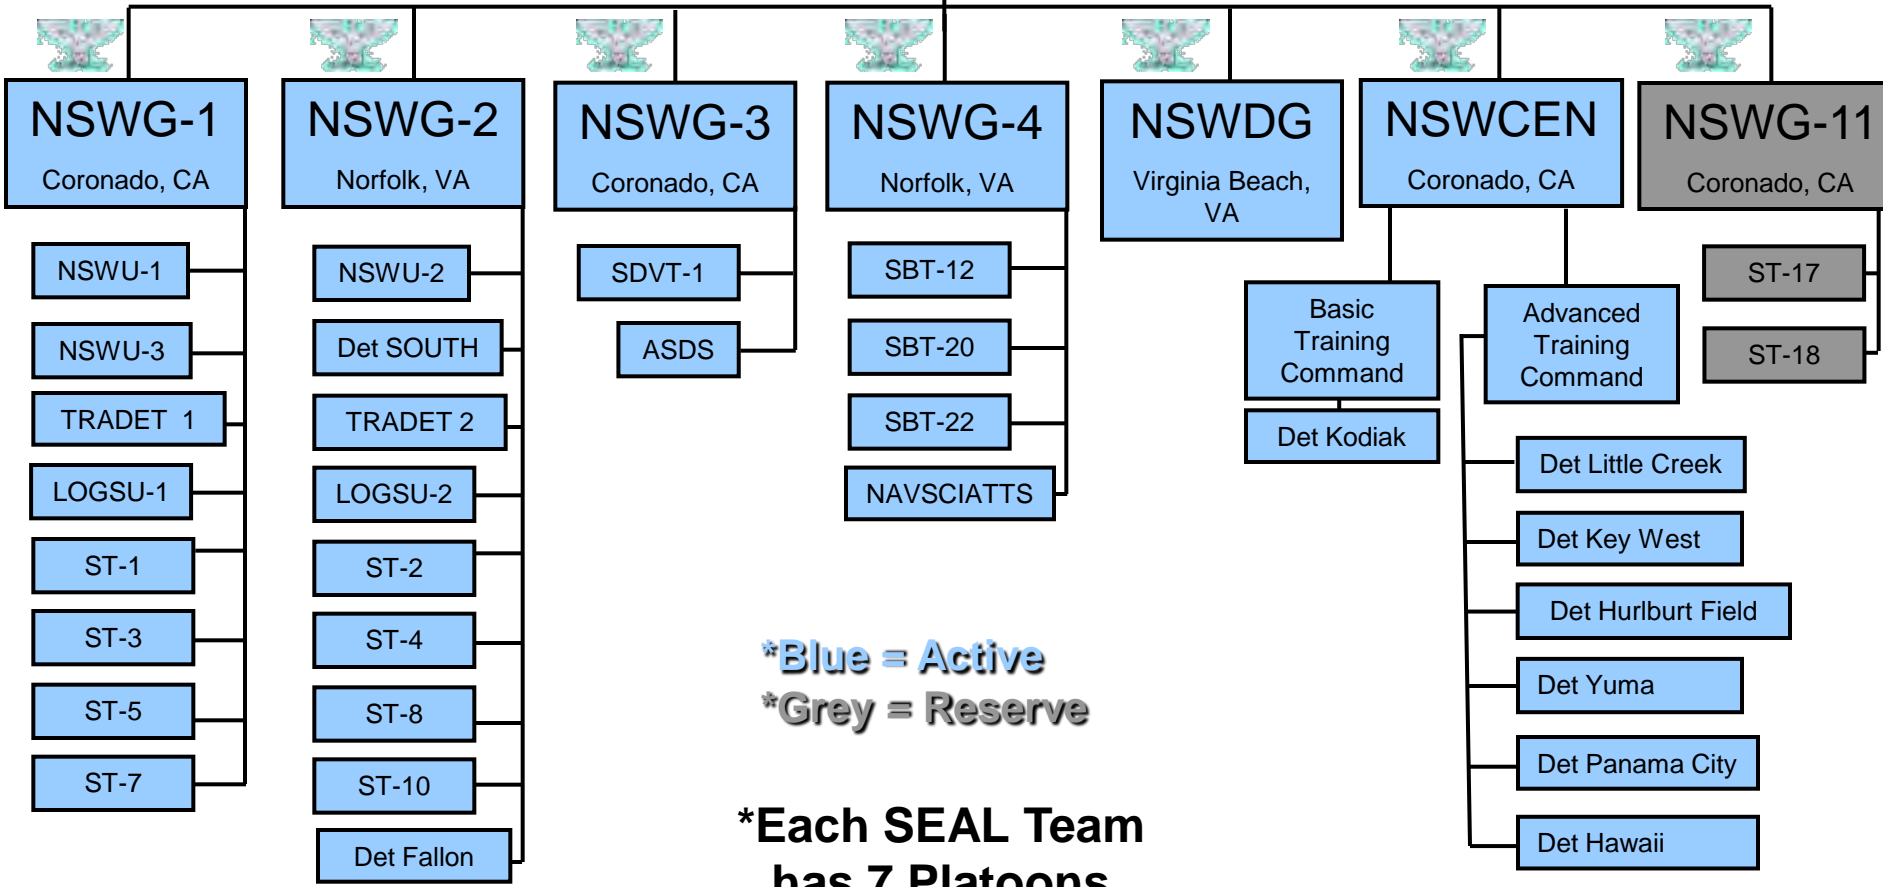 NSWG-1
Coronado, CA
NSWU-1
NSWU-3
TRADET 1
LOGSU-1
ST-1
ST-3
ST-5
ST-7
NSWG-2
Norfolk, VA
NSWU-2
Det SOUTH
TRADET 2
LOGSU-2
ST-2
ST-4
ST-8
ST-10
Det Fallon
NSWG-3
Coronado, CA
SDVT-1
ASDS
NSWG-4
Norfolk, VA
SBT-12
SBT-20
SBT-22
NAVSCIATTS
NSWDG
Virginia Beach,
VA
NSWCEN
Coronado, CA
Basic
Training
Command
Det Kodiak
Advanced
Training
Command
Det Little Creek
Det Key West
Det Hurlburt Field
Det Yuma
Det Panama City
Det Hawaii
NSWG-11
Coronado, CA
ST-17
ST-18
*Blue = Active
*Grey = Reserve
*Each SEAL Team
has 7 Platoons